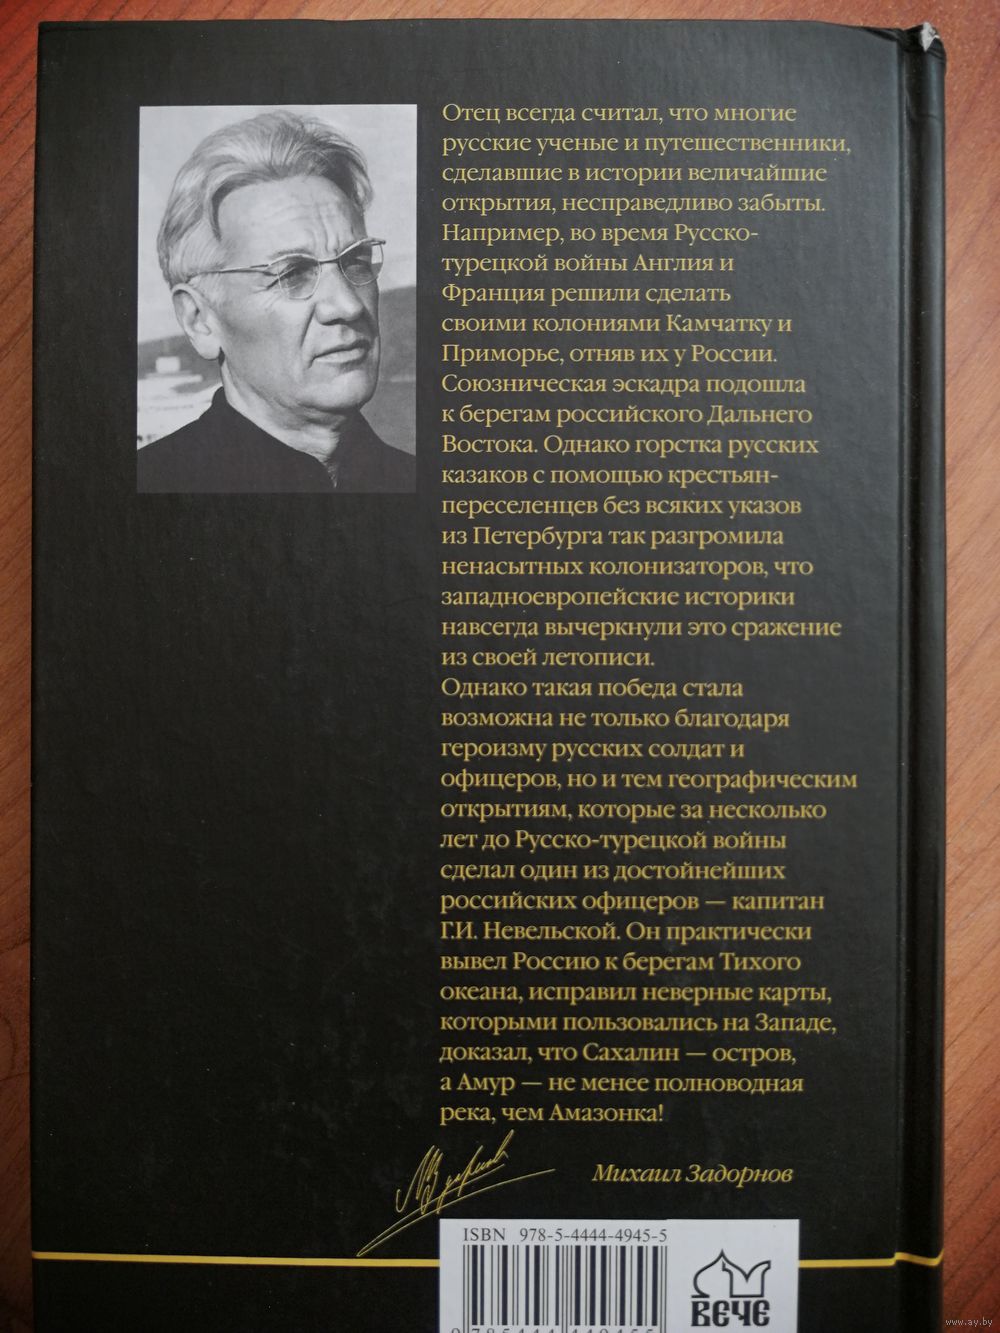 Отец всегда считал, что многие
русские ученые и путешественники,
сделавшие в истории величайшие
открытия, несправедливо забыты.
Например, во время Русско-
турецкой войны Англия и
Франция решили сделать
своими колониями Камчатку и
Приморье, отняв их у России.
Союзническая эскадра подошла
к берегам российского Дальнего
Востока. Однако горстка русских
казаков с помощью крестьян-
переселенцев без всяких указов
из Петербурга так разгромила
ненасытных колонизаторов, что
западноевропейские историки
навсегда вычеркнули это сражение
из своей летописи.
Однако такая победа стала
возможна не только благодаря
героизму русских солдат и
офицеров, но и тем географическим
открытиям, которые за несколько
лет до Русско-турецкой войны
сделал один из достойнейших
российских офицеров — капитан
Г.И. Невельской. Он практически
вывел Россию к берегам Тихого
океана, исправил неверные карты,
которыми пользовались на Западе,
доказал, что Сахалин — остров,
а Амур — не менее полноводная
река, чем Амазонка!
Михаил Задорнов
ISBN 978-5-4444-4945-5
ВЕЧЕ
9 785444 449455
www.ay.by